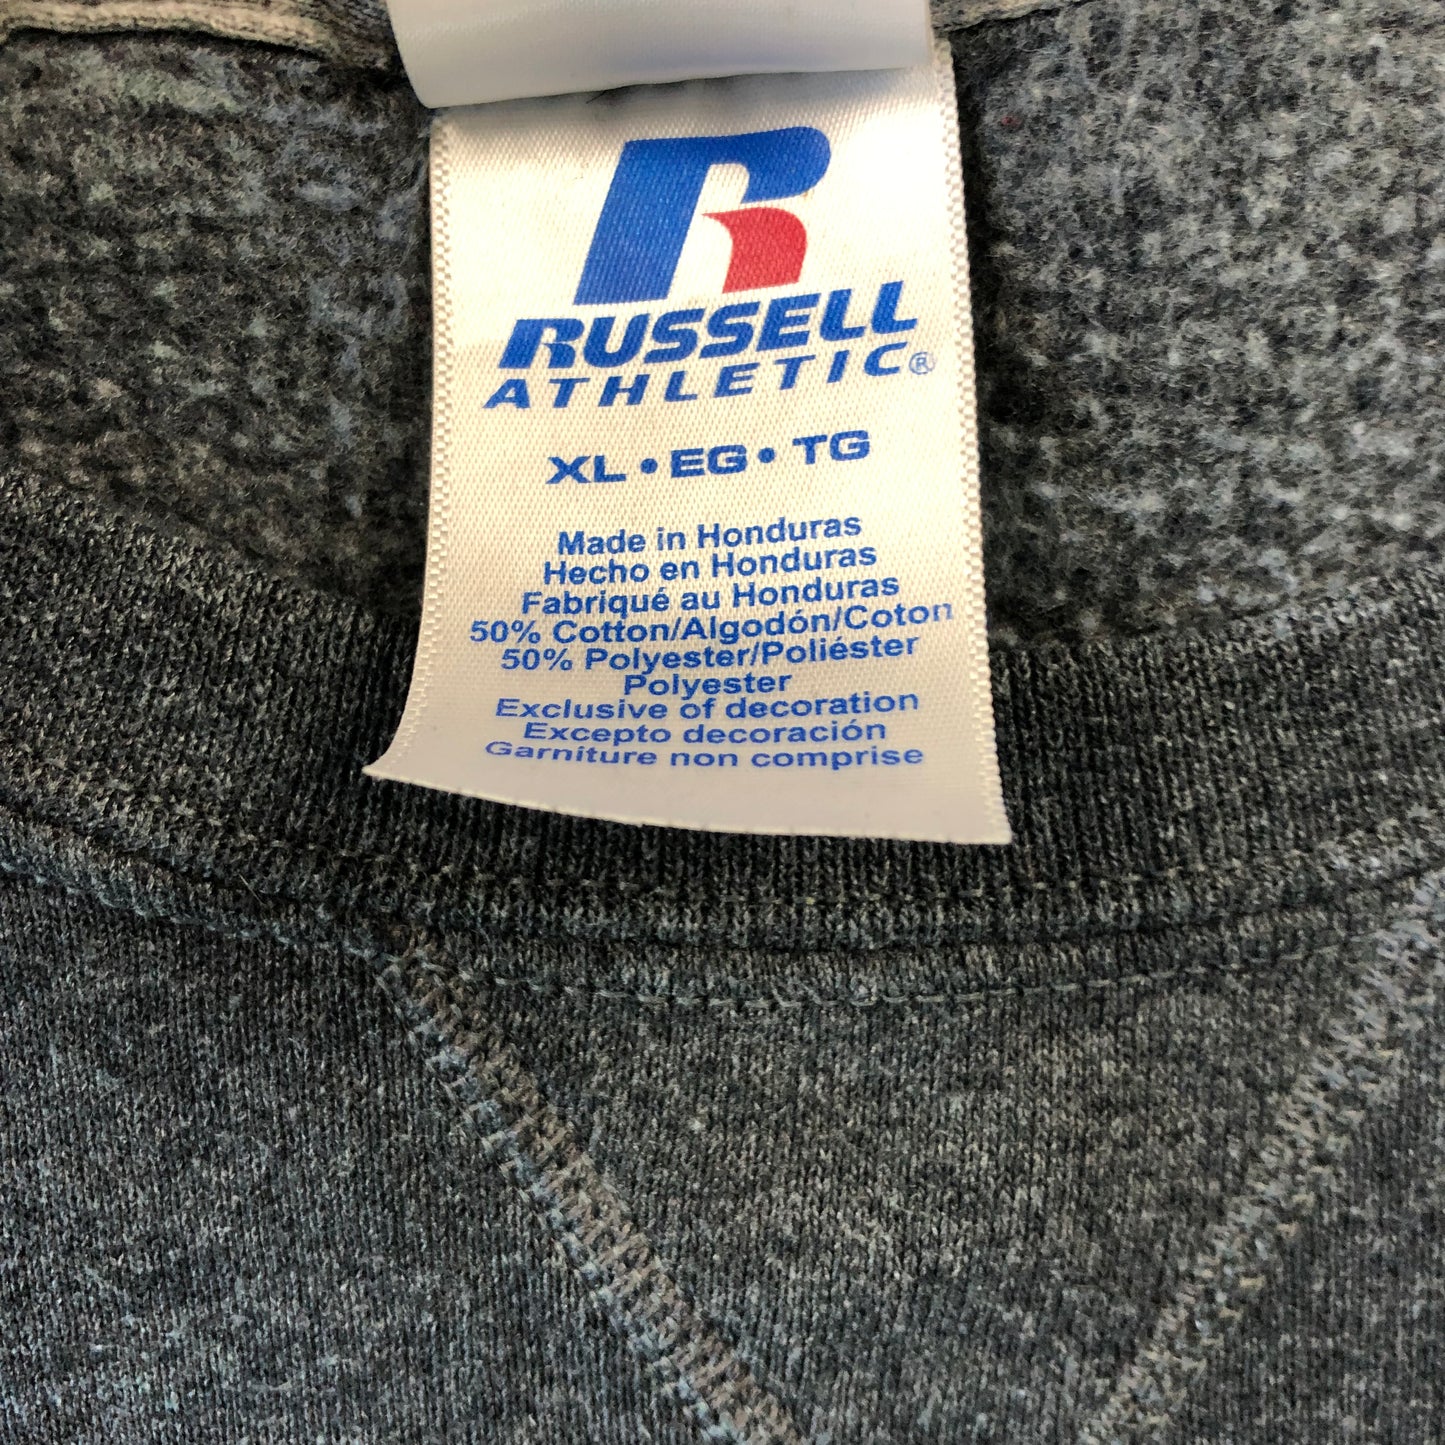 R
RUSSELL
ATHLETIC®
XL • EG • TG
Made in Honduras
Hecho en Honduras
Fabriqué au Honduras
50% Cotton/Algodón/Coton
50% Polyester/Poliéster
Polyester
Exclusive of decoration
Excepto decoración
Garniture non comprise